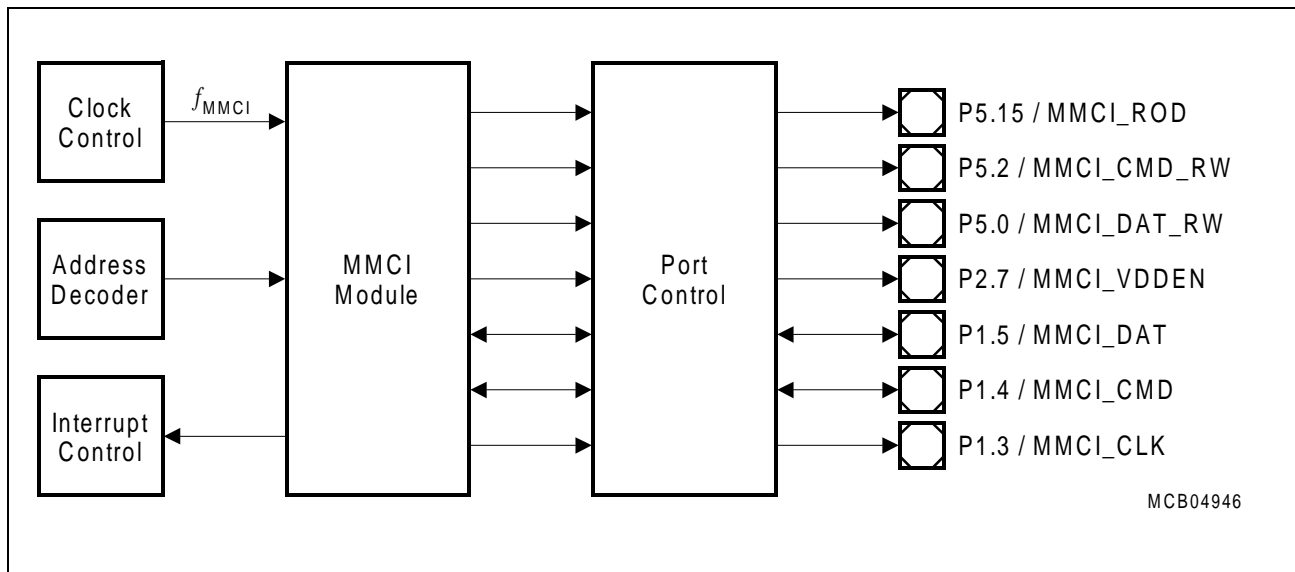 Clock
Control
fMMCI
Address
Decoder
Interrupt
Control
MMCI
Module
Port
Control
P5.15 / MMCI_ROD
P5.2 / MMCI_CMD_RW
P5.0 / MMCI_DAT_RW
P2.7 / MMCI_VDDEN
P1.5 / MMCI_DAT
P1.4 / MMCI_CMD
P1.3 / MMCI_CLK
MCB04946